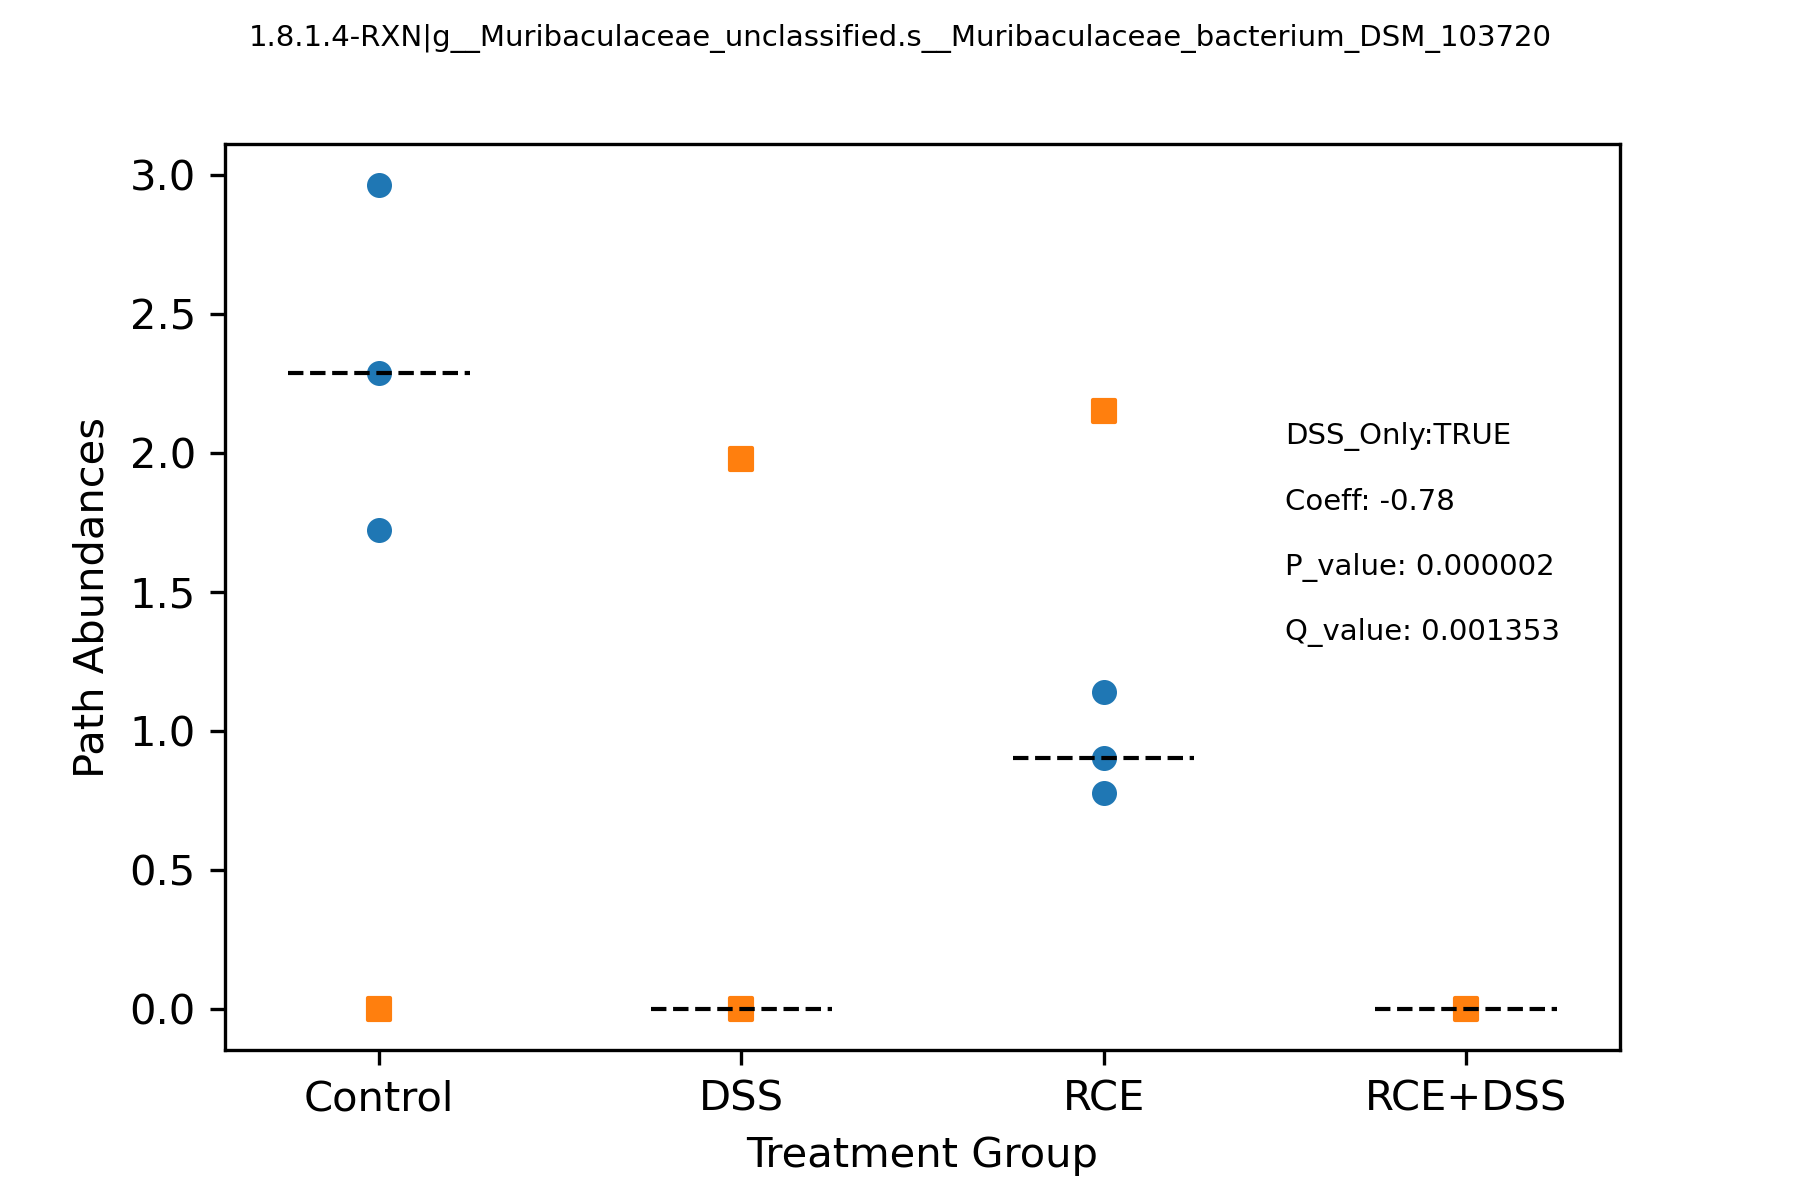 1.8.1.4-RXN|g__Muribaculaceae_unclassified.s__Muribaculaceae_bacterium_DSM_103720
3.0
2.5
2.0
1.5
1.0
0.5
0.0
Path Abundances
DSS_Only:TRUE
Coeff: -0.78
P_value: 0.000002
Q_value: 0.001353
Control DSS RCE RCE+DSS
Treatment Group